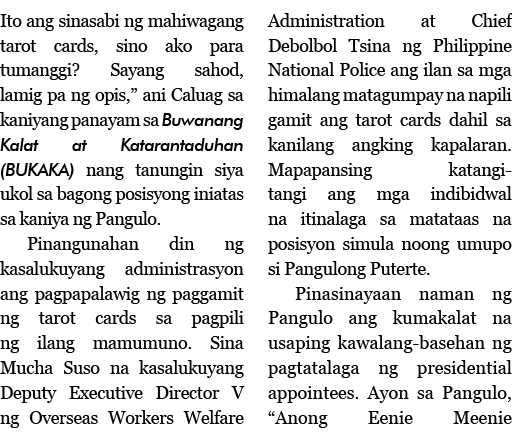 Ito ang sinasabi ng mahiwagang
tarot cards, sino ako para
tumanggi? Sayang sahod,
lamig pa ng opis,” ani Caluag sa
kaniyang panayam sa Buwanang
Kalat at Katarantaduhan
(BUKAKA) nang tanungin siya
ukol sa bagong posisyong iniatas
sa kaniya ng Pangulo.
Pinangunahan din ng
kasalukuyang administrasyon
ang pagpapalawig ng paggamit
ng tarot cards sa pagpili
ng ilang mamumuno. Sina
Mucha Suso na kasalukuyang
Deputy Executive Director V
ng Overseas Workers Welfare
Administration at Chief
Debolbol Tsina ng Philippine
National Police ang ilan sa mga
himalang matagumpay na napili
gamit ang tarot cards dahil sa
kanilang angking kapalaran.
Mapapansing katangi-
tangi ang mga indibidwal
na itinalaga sa matataas na
posisyon simula noong umupo
si Pangulong Puterte.
Pinasinayaan naman ng
Pangulo ang kumakalat na
usaping kawalang-basehan ng
pagtatalaga ng presidential
appointees. Ayon sa Pangulo,
“Anong Eenie Meenie